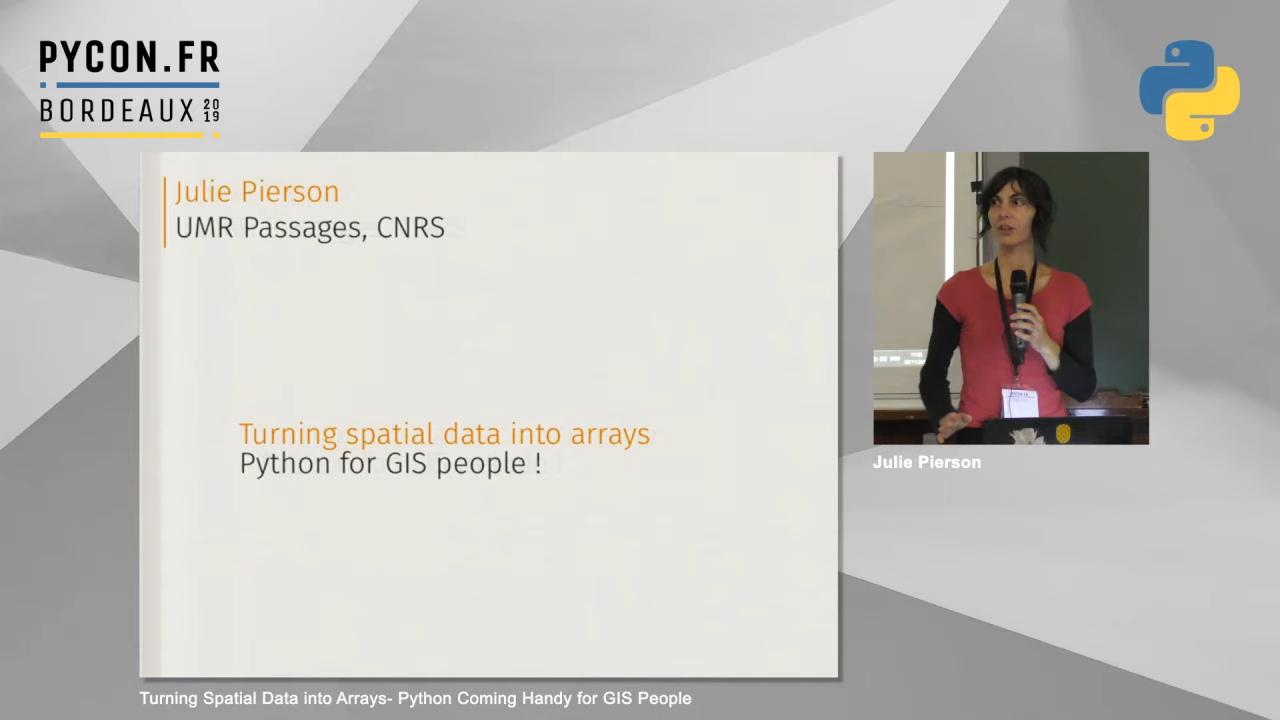 PYCON.FR
BORDEAUX 2019
Julie Pierson
UMR Passages, CNRS
Turning spatial data into arrays
Python for GIS people !
Julie Pierson
Turning Spatial Data into Arrays- Python Coming Handy for GIS People